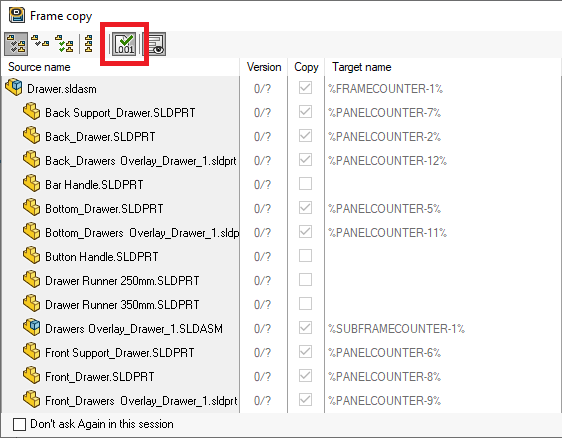 Frame copy
.001
Source name Version Copy Target name
Drawer.sldasm 0/? %FRAMECOUNTER-1%
Back Support_Drawer.SLDPRT 0/? %PANELCOUNTER-7%
Back_Drawer.SLDPRT 0/? %PANELCOUNTER-2%
Back_Drawers Overlay_Drawer_1.sldprt 0/? %PANELCOUNTER-12%
Bar Handle.SLDPRT 0/?
Bottom_Drawer.SLDPRT 0/? %PANELCOUNTER-5%
Bottom_Drawers Overlay_Drawer_1.sldp 0/? %PANELCOUNTER-11%
Button Handle.SLDPRT 0/?
Drawer Runner 250mm.SLDPRT 0/?
Drawer Runner 350mm.SLDPRT 0/?
Drawers Overlay_Drawer_1.SLDASM 0/? %SUBFRAMECOUNTER-1%
Front Support_Drawer.SLDPRT 0/? %PANELCOUNTER-6%
Front_Drawer.SLDPRT 0/? %PANELCOUNTER-8%
Front_Drawers Overlay_Drawer_1.sldprt 0/? %PANELCOUNTER-9%
Don't ask Again in this session